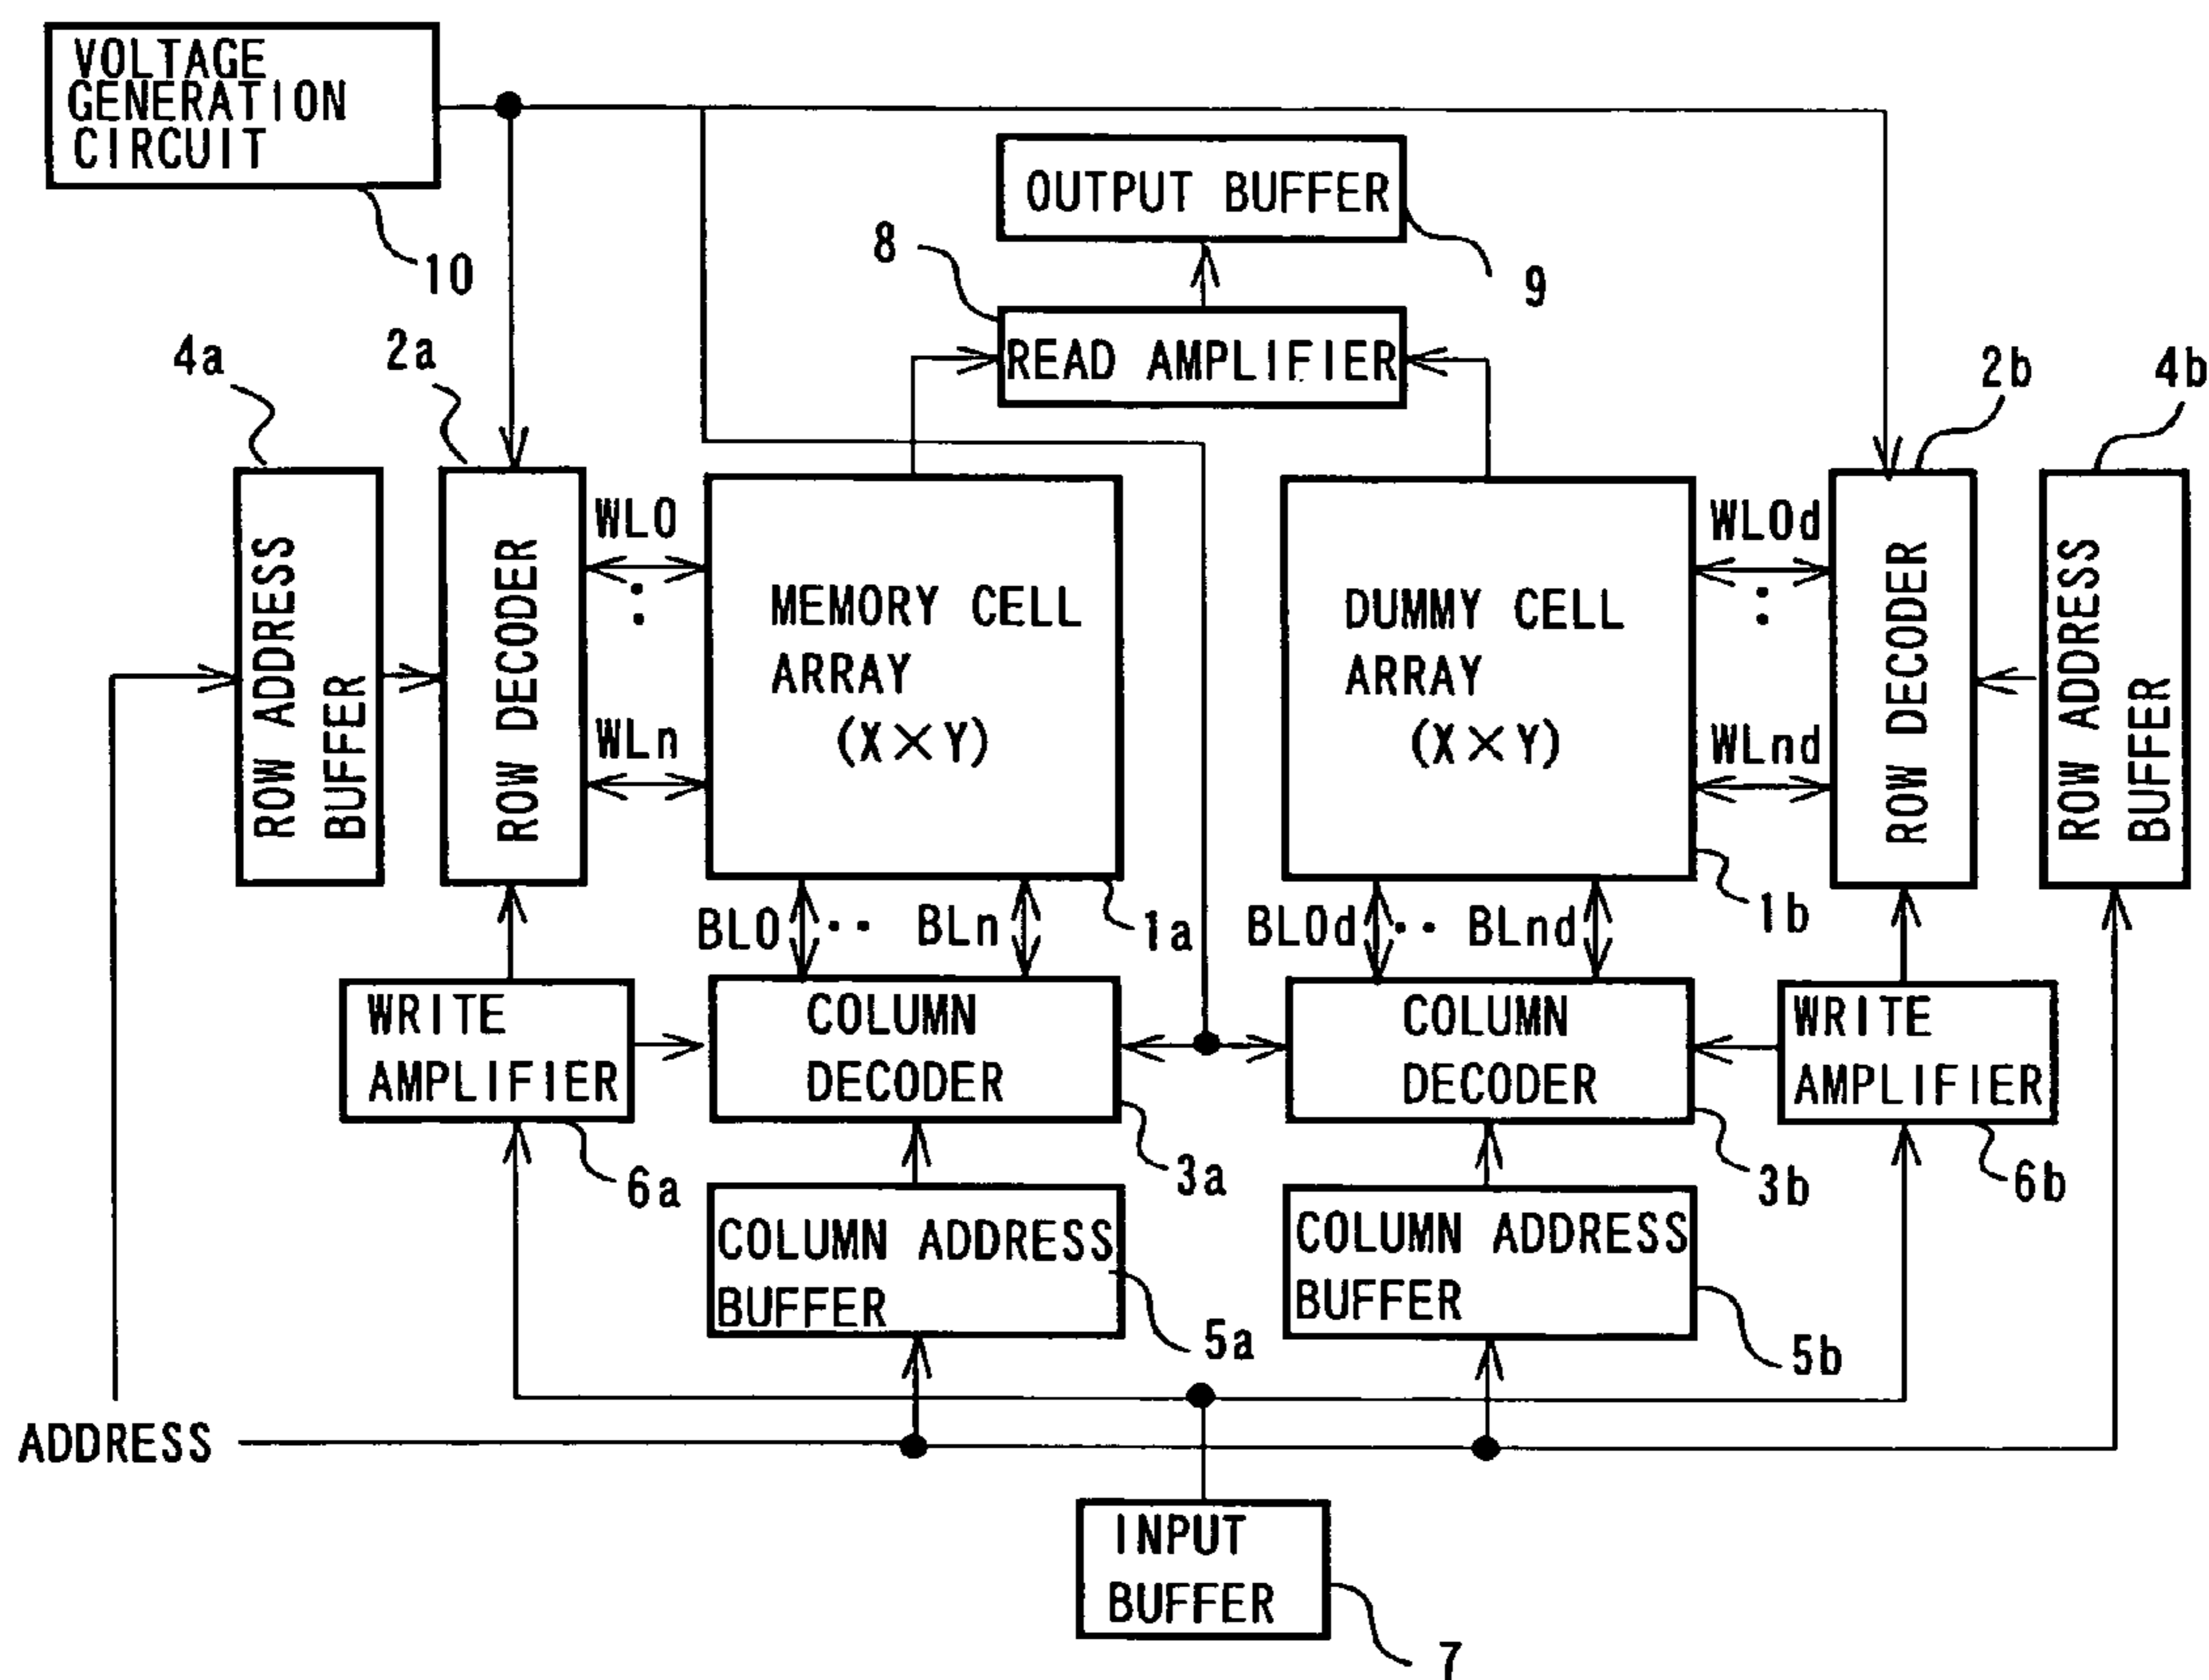 VOLTAGE
GENERATION
CIRCUIT
10
OUTPUT BUFFER
9
8
READ AMPLIFIER
4a
2a
2b
4b
ROW ADDRESS
BUFFER
ROW DECODER
WL0
WLn
MEMORY CELL
ARRAY
(X×Y)
1a
DUMMY CELL
ARRAY
(X×Y)
1b
WL0d
WLnd
ROW DECODER
ROW ADDRESS
BUFFER
BL0 ·· BLn
BL0d ·· BLnd
WRITE
AMPLIFIER
6a
COLUMN
DECODER
3a
COLUMN
DECODER
3b
WRITE
AMPLIFIER
6b
COLUMN ADDRESS
BUFFER
5a
COLUMN ADDRESS
BUFFER
5b
ADDRESS
INPUT
BUFFER
7